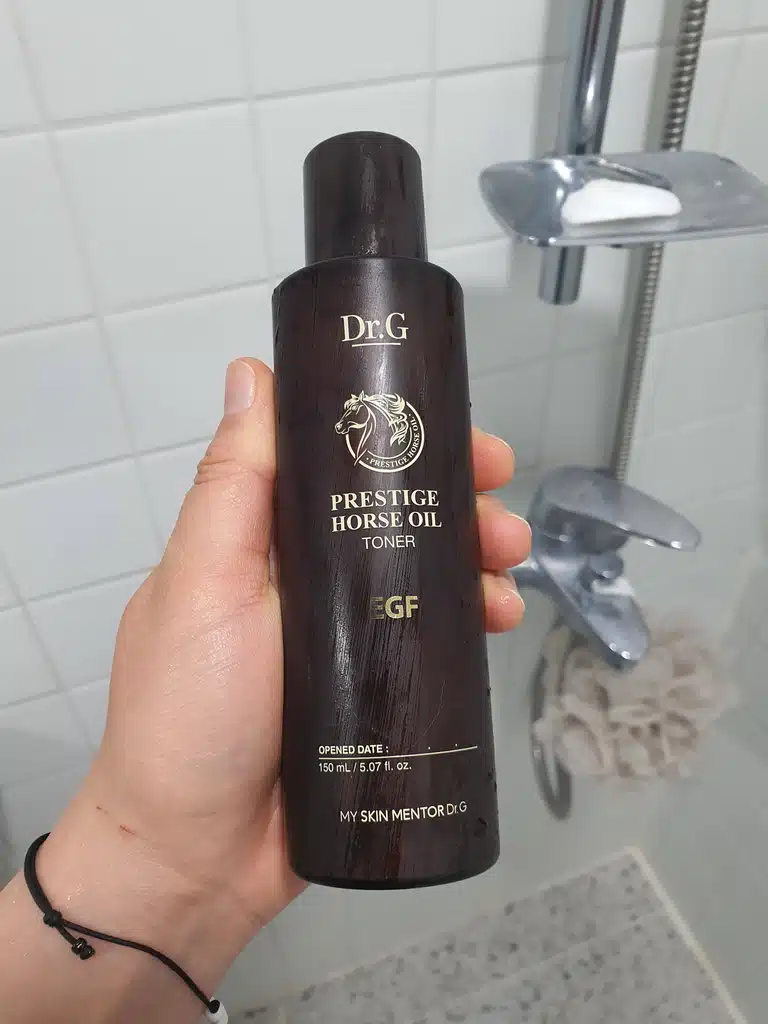 Dr.G
PRESTIGE HORSE OIL
PRESTIGE
HORSE OIL
TONER
EGF
OPENED DATE : . .
150 mL / 5.07 fl. oz.
MY SKIN MENTOR Dr.G